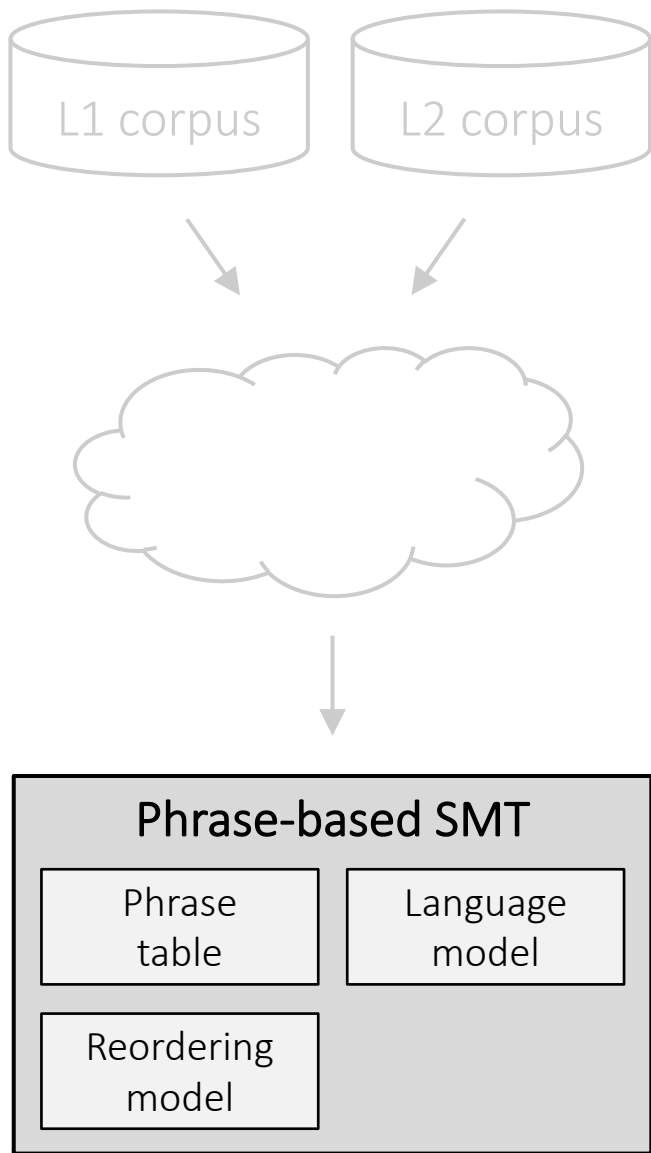 L1 corpus
L2 corpus
Phrase-based SMT
Phrase
table
Language
model
Reordering
model